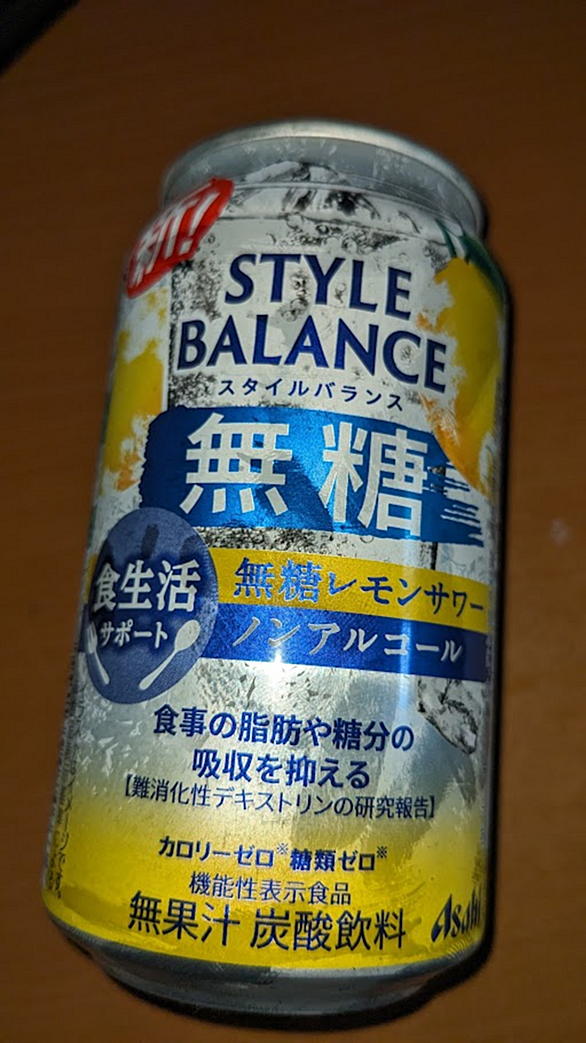 新!
STYLE
BALANCE
スタイルバランス
無糖
食生活
サポート
無糖レモンサワー
ノンアルコール
食事の脂肪や糖分の
吸収を抑える
【難消化性デキストリンの研究報告】
カロリーゼロ※糖類ゼロ※
機能性表示食品
無果汁 炭酸飲料
Asahi